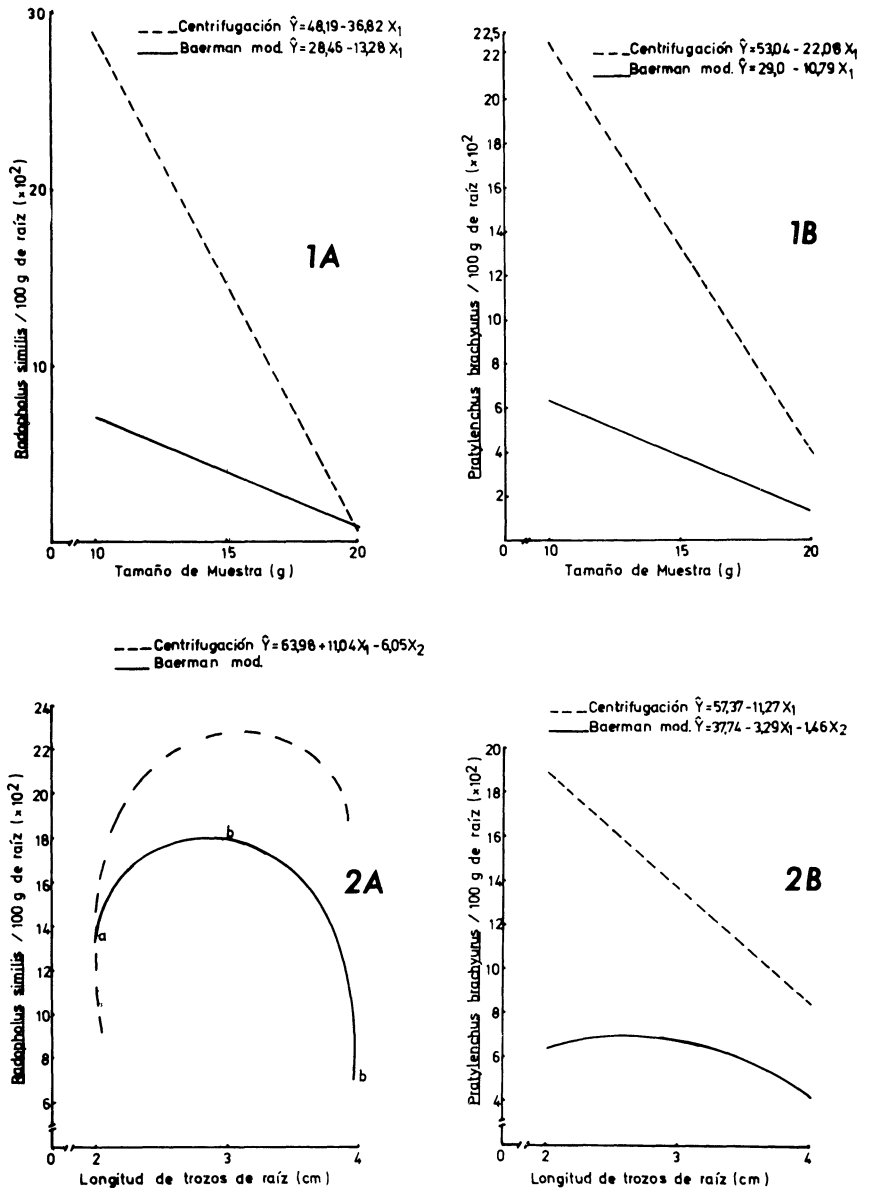 30
20
10
0
10
15
20
Radopholus similis / 100 g de raíz (x10²)
Tamaño de Muestra (g)
Centrifugación Ŷ=48,19-36,82 X₁
Baerman mod. Ŷ=28,46-13,28 X₁
1A
22,5
22
20
18
16
14
12
10
8
6
4
2
0
10
15
20
Pratylenchus brachyurus / 100 g de raíz (x10²
Tamaño de Muestra (g)
Centrifugación Ŷ=53,04-22,08 X₁
Baerman mod. Ŷ=29,0 - 10,79 X₁
1B
Centrifugación Ŷ=63,98+11,04X₁-6,05X₂
Baerman mod.
24
22
20
18
16
14
12
10
8
6
0
2
3
4
Radopholus similis / 100 g de raíz (x10²)
Longitud de trozos de raíz (cm)
a
b
b
2A
Centrifugación Ŷ=57,37-11,27X₁
Baerman mod. Ŷ=37,74-3,29X₁-1,46X₂
20
18
16
14
12
10
8
6
4
0
2
3
4
Pratylenchus brachyurus / 100 g de raíz (x10²)
Longitud de trozos de raíz (cm)
2B